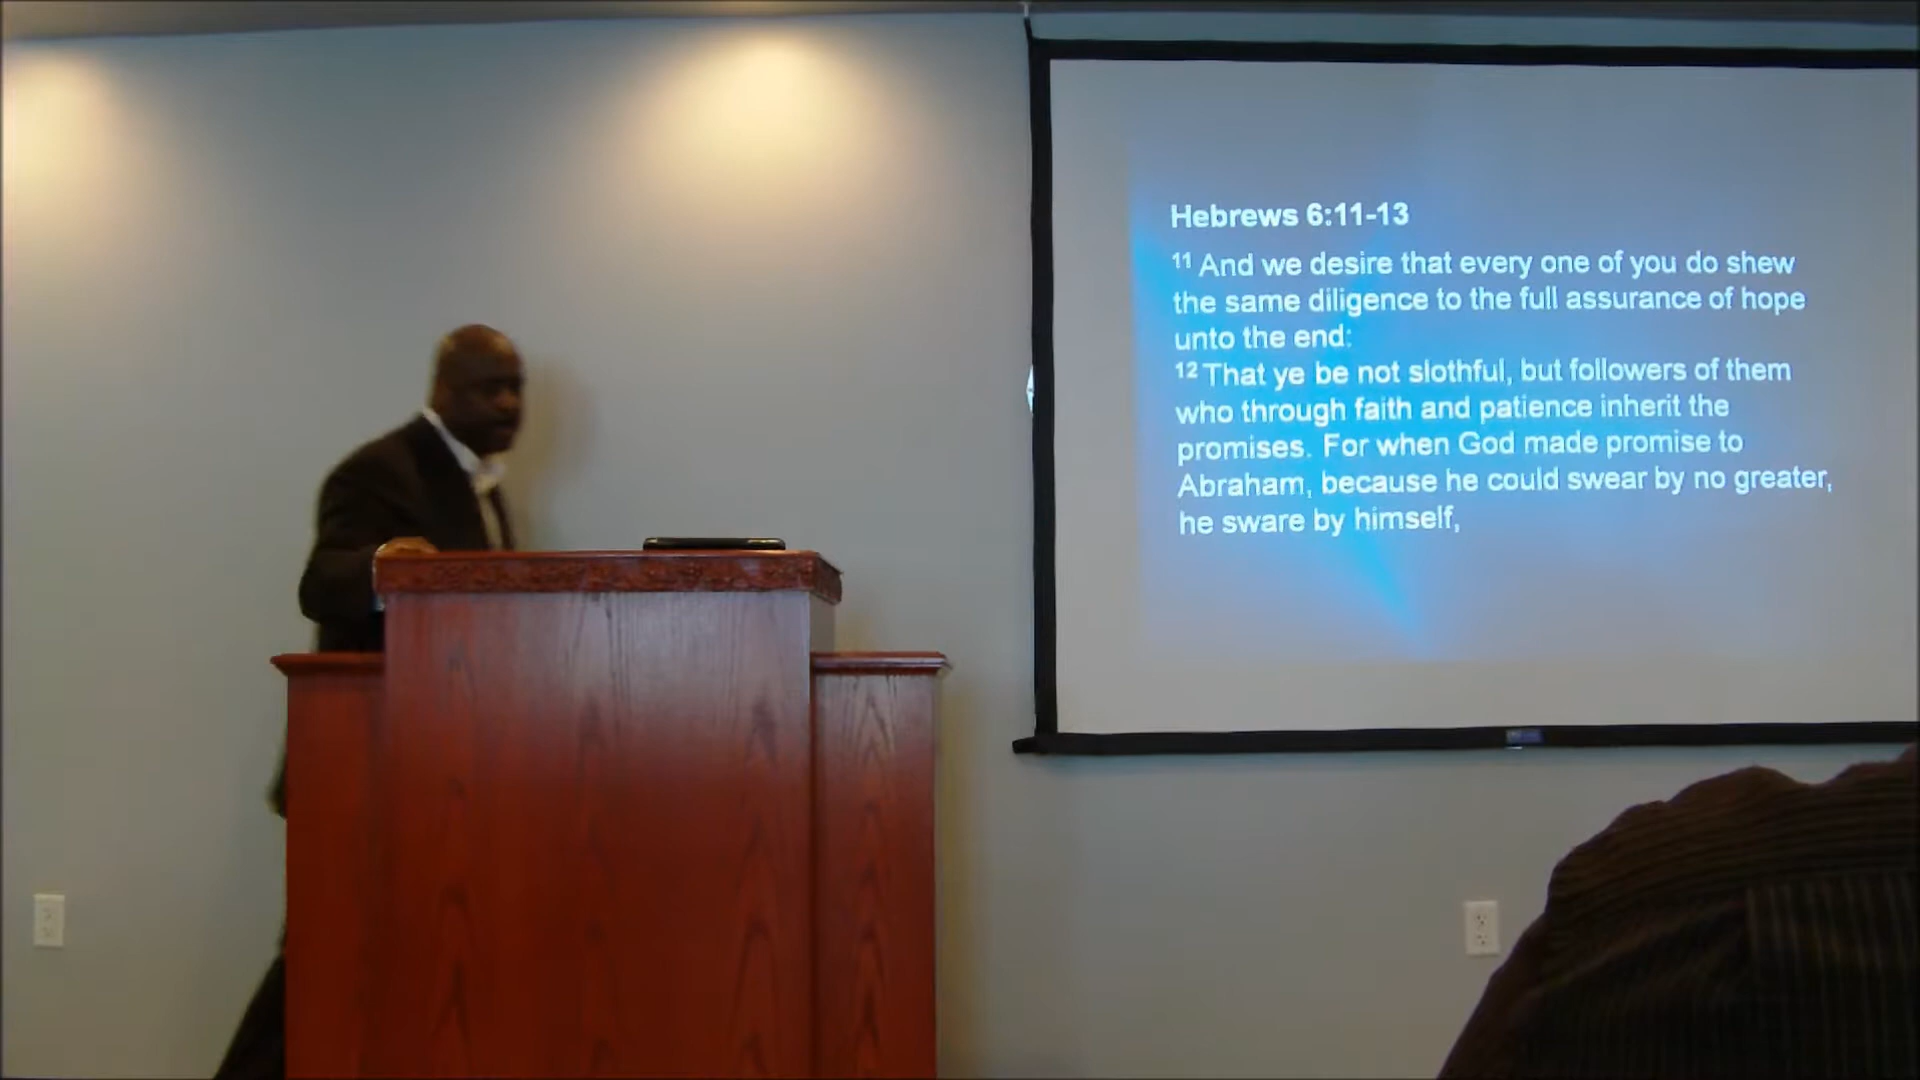 Hebrews 6:11-13
11 And we desire that every one of you do shew
the same diligence to the full assurance of hope
unto the end:
12 That ye be not slothful, but followers of them
who through faith and patience inherit the
promises. For when God made promise to
Abraham, because he could swear by no greater,
he sware by himself,